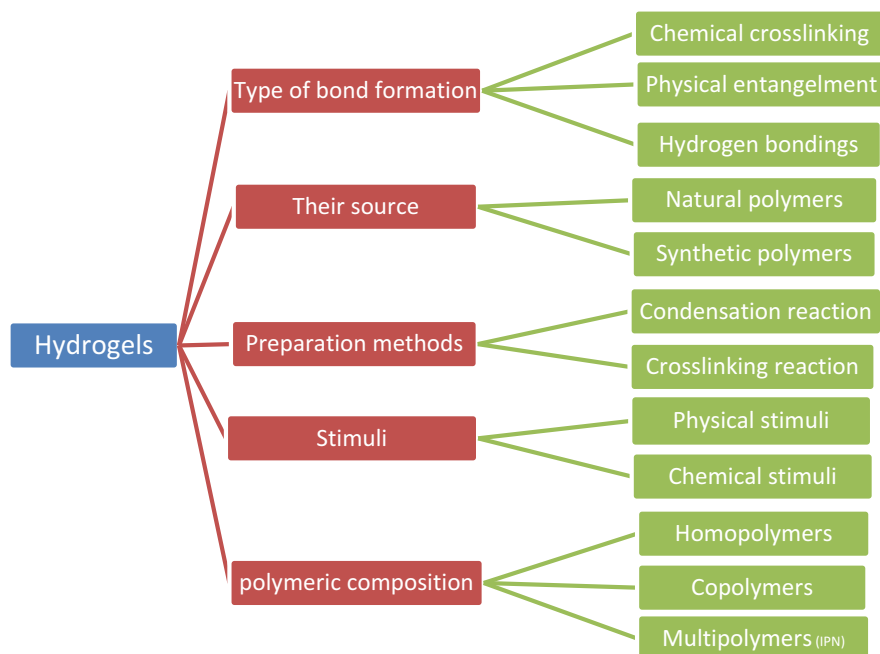 Hydrogels
Type of bond formation
Chemical crosslinking
Physical entangelment
Hydrogen bondings
Their source
Natural polymers
Synthetic polymers
Preparation methods
Condensation reaction
Crosslinking reaction
Stimuli
Physical stimuli
Chemical stimuli
polymeric composition
Homopolymers
Copolymers
Multipolymers (IPN)